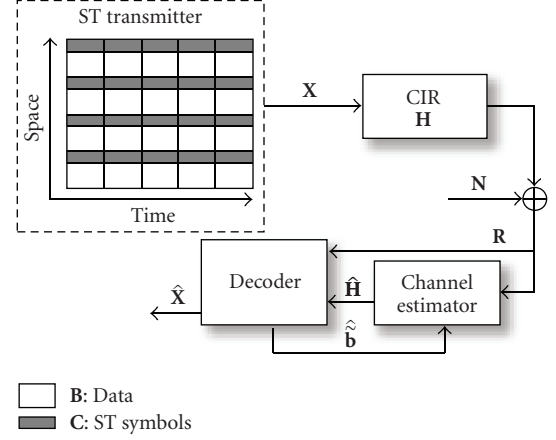 ST transmitter
Space
Time
X
CIR
H
N
R
Decoder
Ĥ
Channel
estimator
X̂
b̃̂
B: Data
C: ST symbols